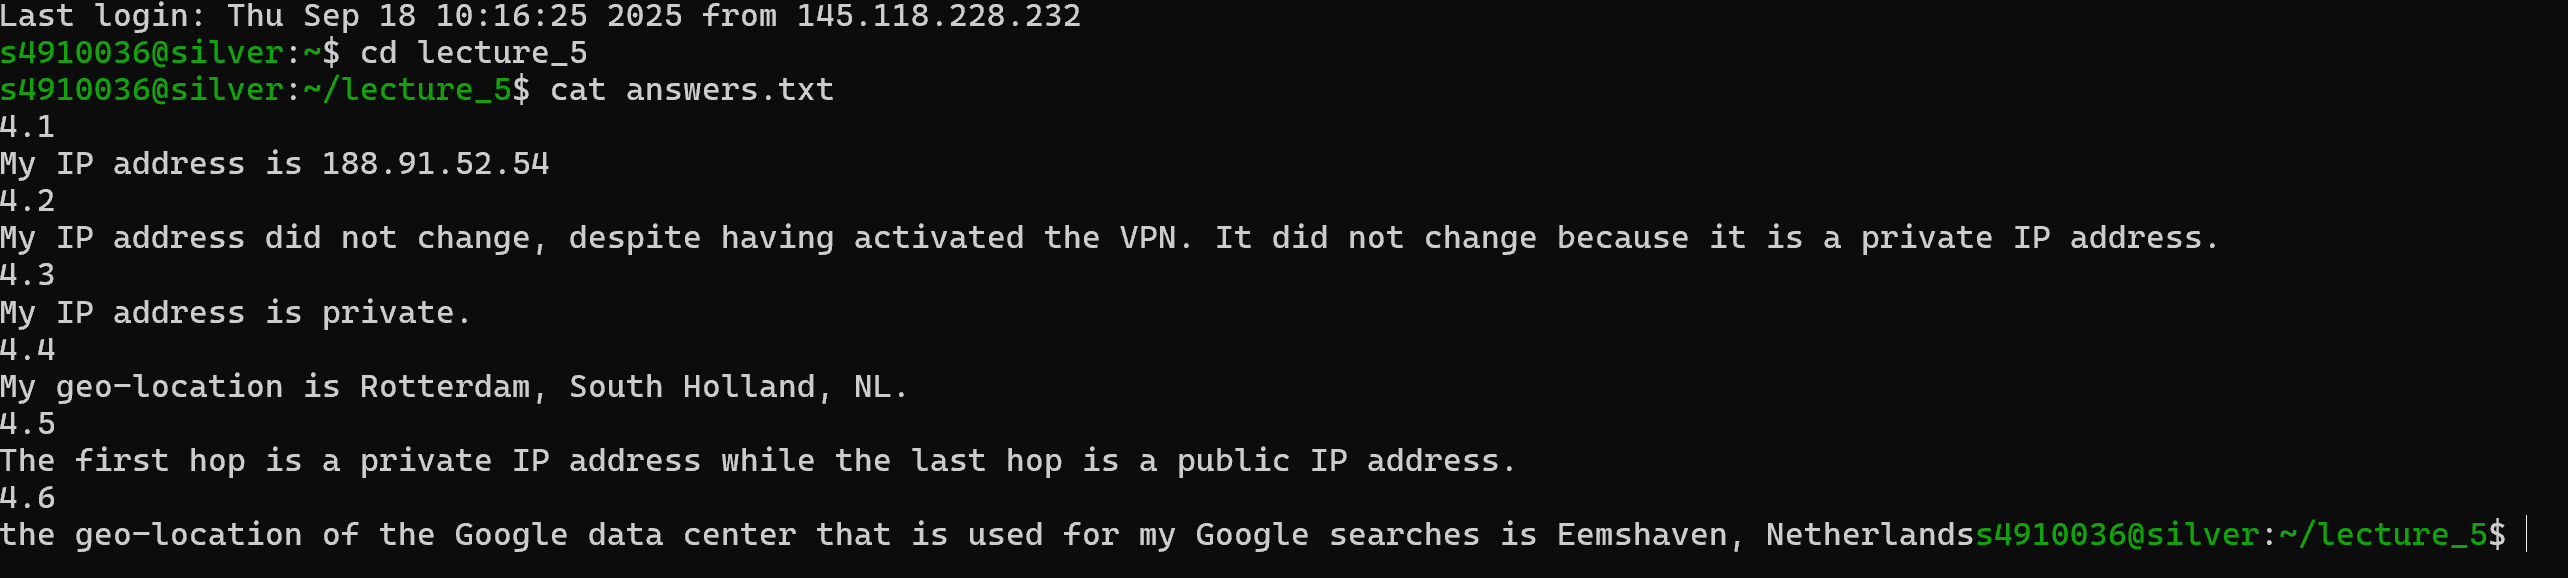 Last login: Thu Sep 18 10:16:25 2025 from 145.118.228.232
s4910036@silver:~$ cd lecture_5
s4910036@silver:~/lecture_5$ cat answers.txt
4.1
My IP address is 188.91.52.54
4.2
My IP address did not change, despite having activated the VPN. It did not change because it is a private IP address.
4.3
My IP address is private.
4.4
My geo-location is Rotterdam, South Holland, NL.
4.5
The first hop is a private IP address while the last hop is a public IP address.
4.6
the geo-location of the Google data center that is used for my Google searches is Eemshaven, Netherlandss4910036@silver:~/lecture_5$